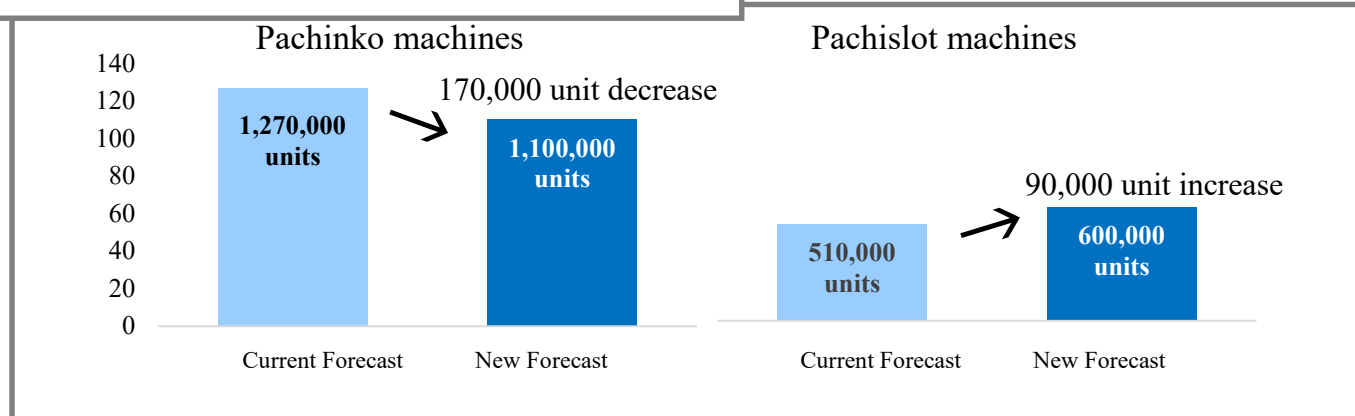 Pachinko machines
140
120
100
80
60
40
20
0
170,000 unit decrease
1,270,000
units
1,100,000
units
Current Forecast
New Forecast
Pachislot machines
90,000 unit increase
510,000
units
600,000
units
Current Forecast
New Forecast